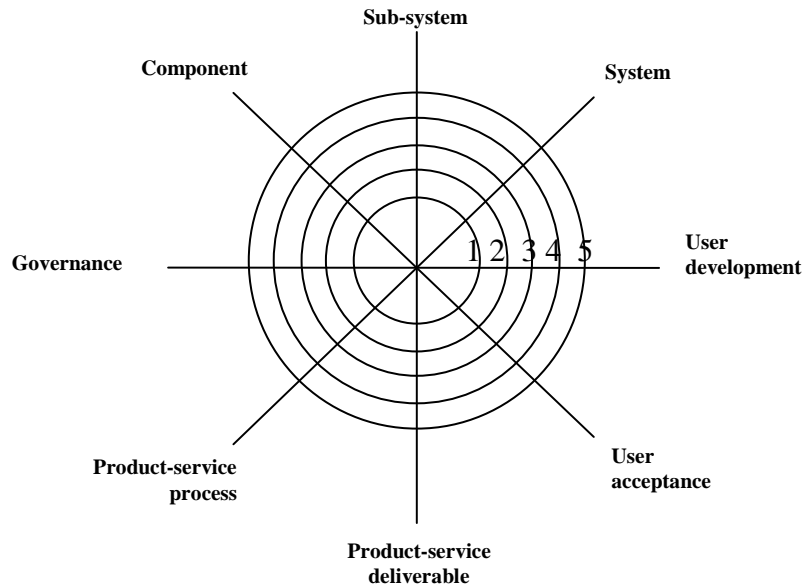 Sub-system
Component
System
1 2 3 4 5
Governance
User
development
Product-service
process
User
acceptance
Product-service
deliverable